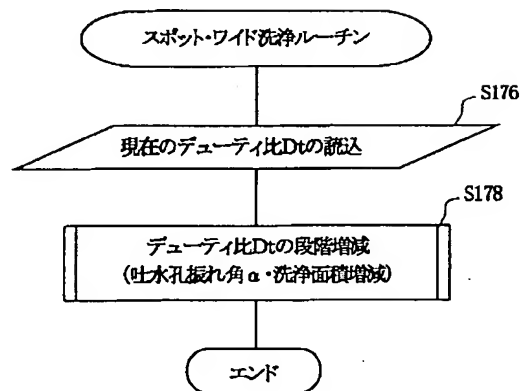 スポット・ワイド洗浄ルーチン
S176
現在のデューティ比Dtの読込
S178
デューティ比Dtの段階増減
(吐水孔振れ角α・洗浄面積増減)
エンド